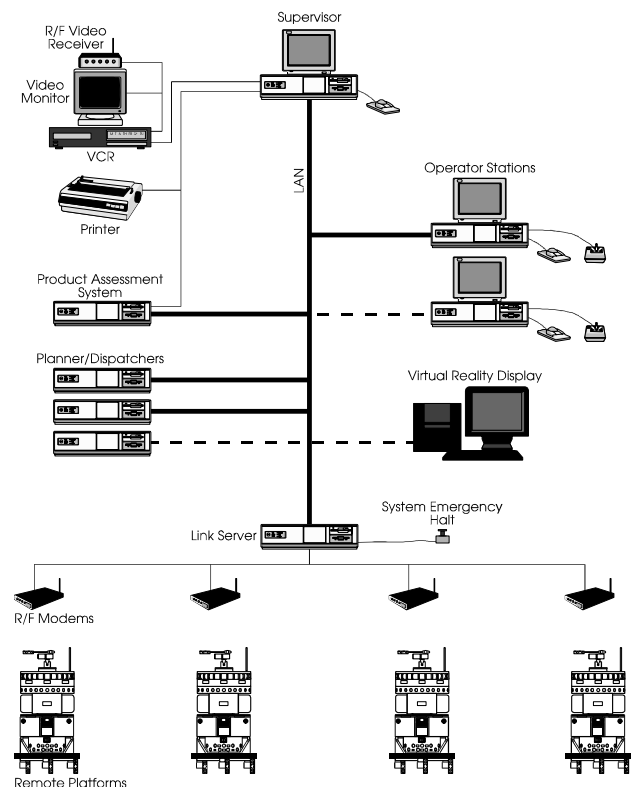 Supervisor
R/F Video
Receiver
Video
Monitor
VCR
LAN
Operator Stations
Printer
Product Assessment
System
Planner/Dispatchers
Virtual Reality Display
System Emergency
Halt
Link Server
R/F Modems
Remote Platforms